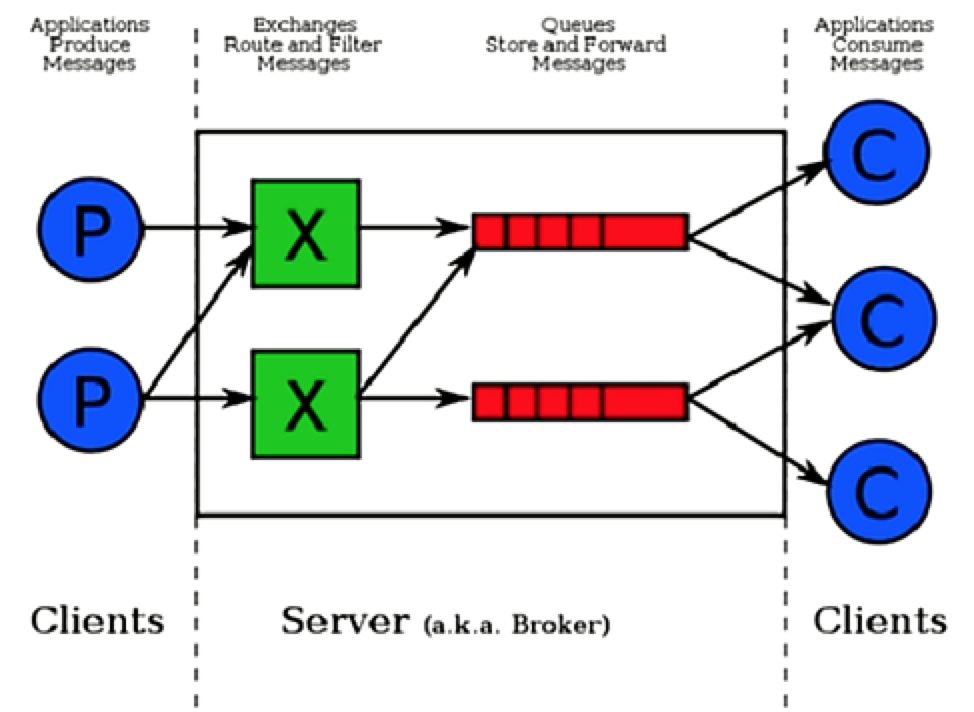 Applications
Produce
Messages
Exchanges
Route and Filter
Messages
Queues
Store and Forward
Messages
Applications
Consume
Messages
P
X
C
C
P
X
C
Clients
Server (a.k.a. Broker)
Clients